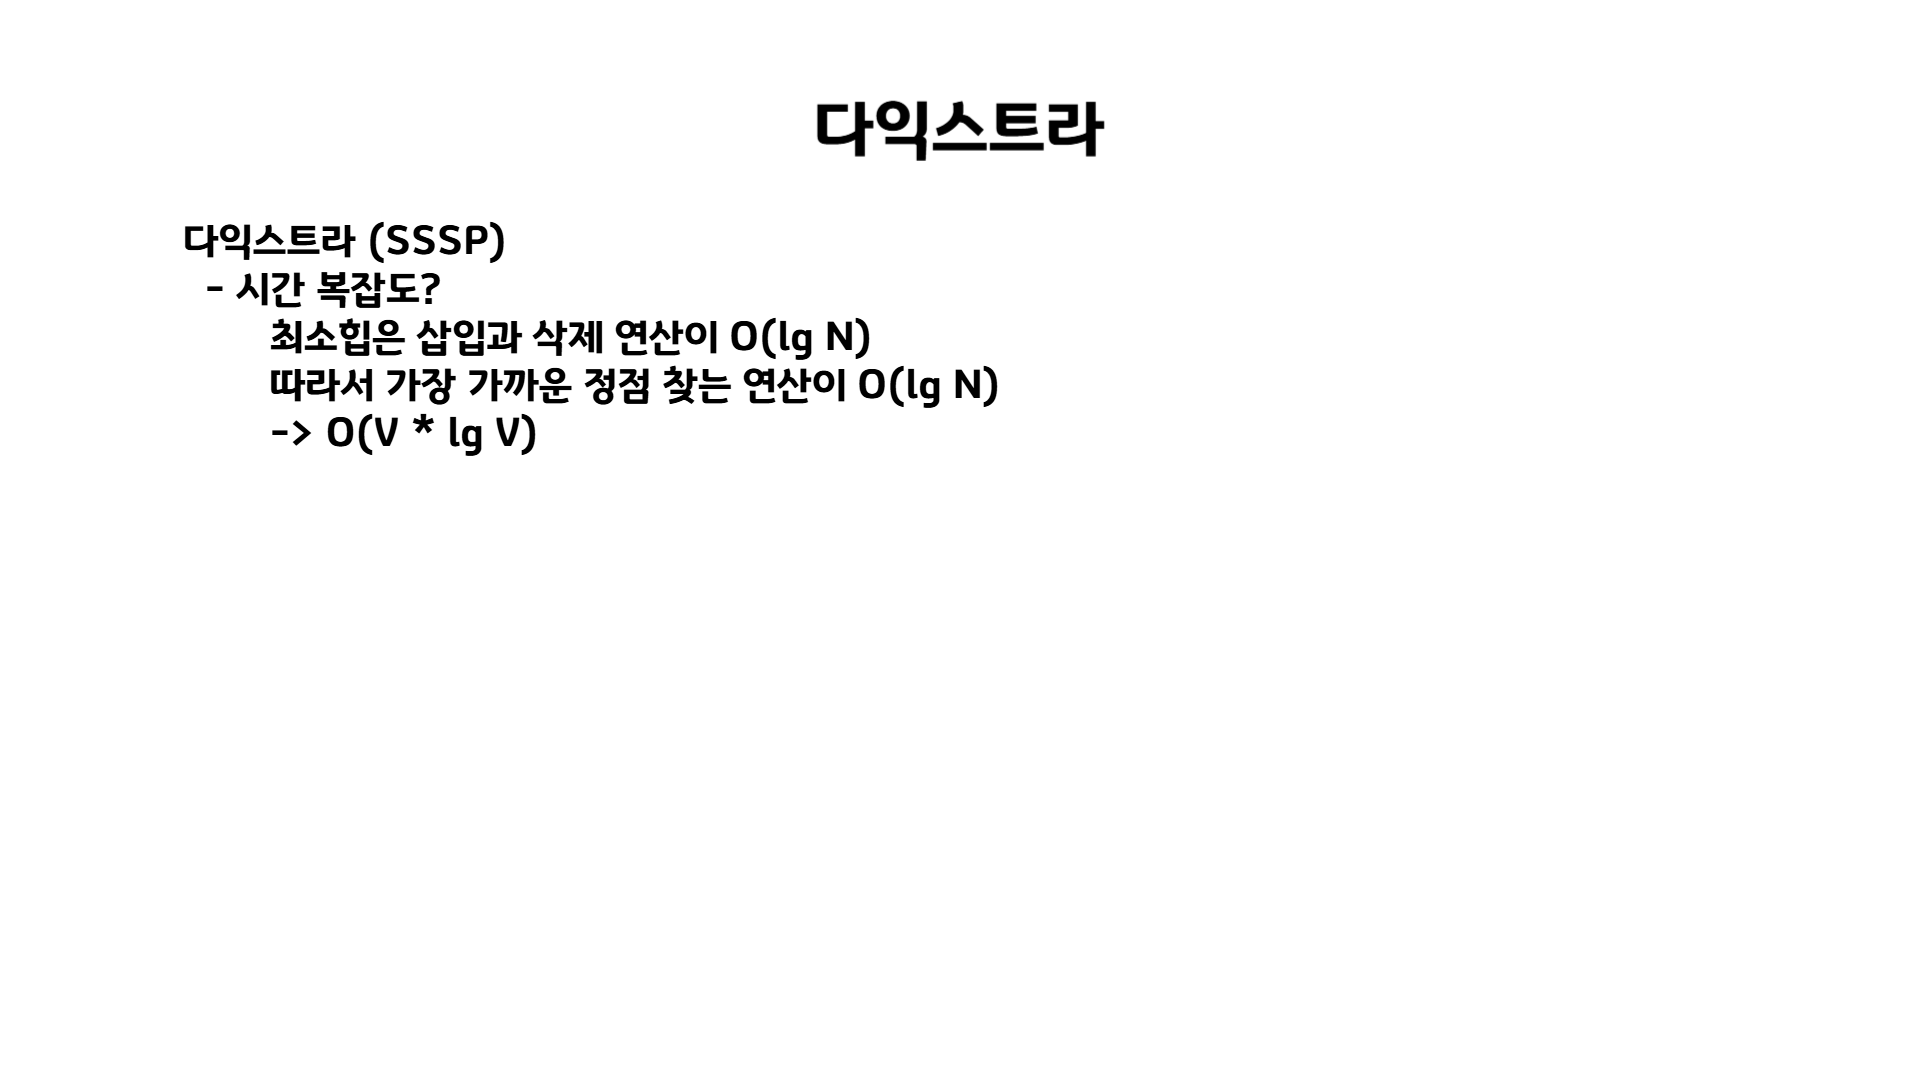 다익스트라
다익스트라 (SSSP)
- 시간 복잡도?
최소힙은 삽입과 삭제 연산이 O(lg N)
따라서 가장 가까운 정점 찾는 연산이 O(lg N)
-> O(V * lg V)